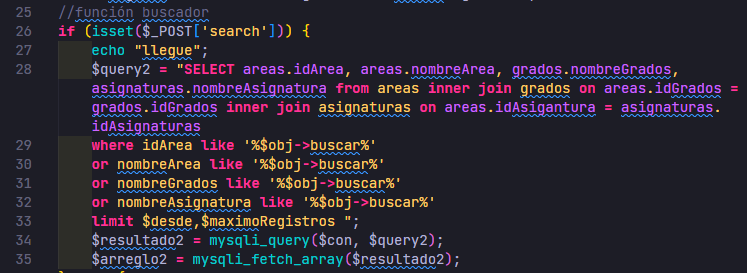 25 //función buscador
26 if (isset($_POST['search'])) {
27 echo "llegue";
28 $query2 = "SELECT areas.idArea, areas.nombreArea, grados.nombreGrados,
asignaturas.nombreAsignatura from areas inner join grados on areas.idGrados =
grados.idGrados inner join asignaturas on areas.idAsigantura = asignaturas.
idAsignaturas
29 where idArea like '%$obj->buscar%'
30 or nombreArea like '%$obj->buscar%'
31 or nombreGrados like '%$obj->buscar%'
32 or nombreAsignatura like '%$obj->buscar%'
33 limit $desde,$maximoRegistros ";
34 $resultado2 = mysqli_query($con, $query2);
35 $arreglo2 = mysqli_fetch_array($resultado2);